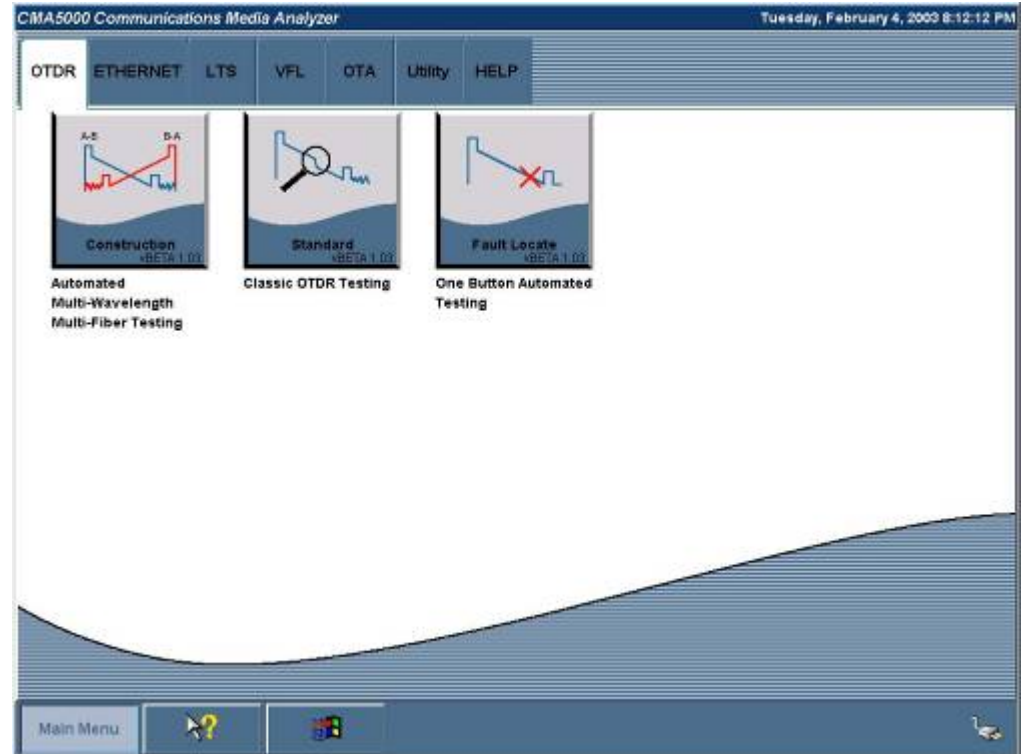 CMA5000 Communications Media Analyzer
Tuesday, February 4, 2003 8:12:12 PM
OTDR ETHERNET LTS VFL OTA Utility HELP
A-B B-A
Construction
vBETA 1.03
Standard
vBETA 1.03
Fault Locate
vBETA 1.03
Automated
Multi-Wavelength
Multi-Fiber Testing
Classic OTDR Testing
One Button Automated
Testing
Main Menu
?